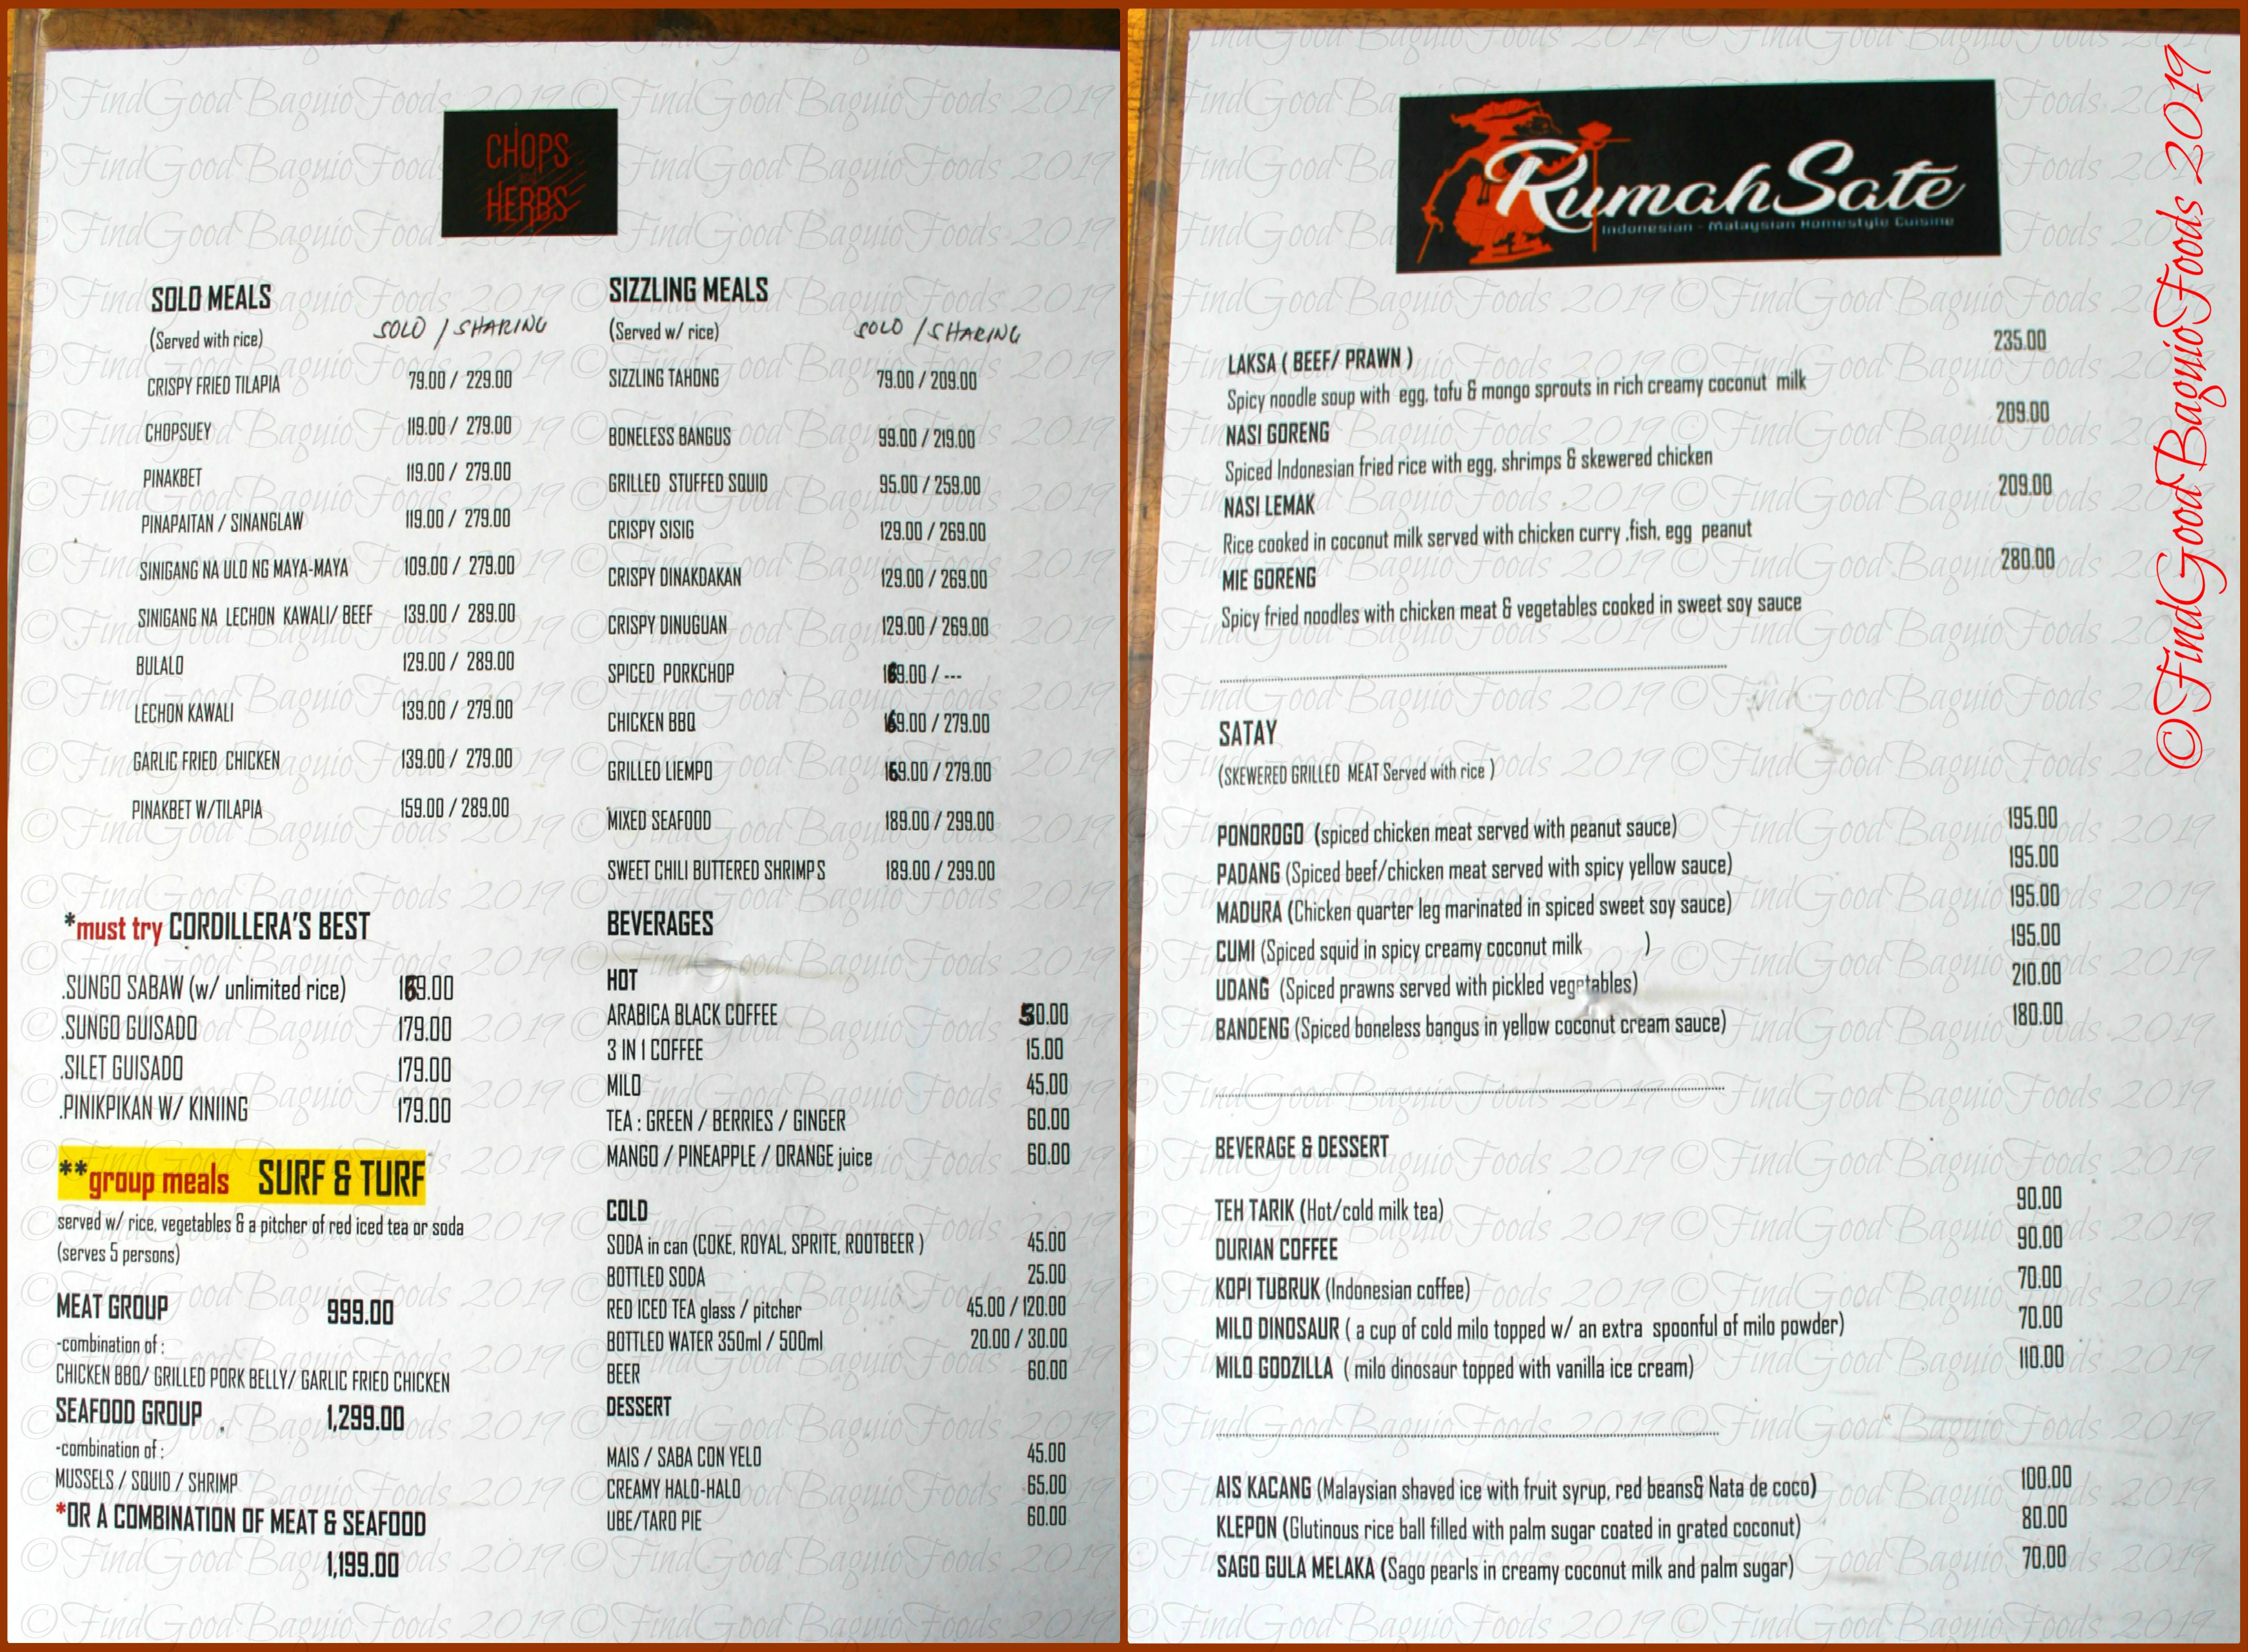 CHOPS
HERBS
SOLO MEALS
(Served with rice) SOLO / SHARING
CRISPY FRIED TILAPIA 79.00 / 229.00
CHOPSUEY 119.00 / 279.00
PINAKBET 119.00 / 279.00
PINAPAITAN / SINANGLAW 119.00 / 279.00
SINIGANG NA ULO NG MAYA-MAYA 109.00 / 279.00
SINIGANG NA LECHON KAWALI/ BEEF 139.00 / 289.00
BULALO 129.00 / 289.00
LECHON KAWALI 139.00 / 279.00
GARLIC FRIED CHICKEN 139.00 / 279.00
PINAKBET W/TILAPIA 159.00 / 289.00
*must try CORDILLERA'S BEST
.SUNGO SABAW (w/ unlimited rice) 169.00
.SUNGO GUISADO 179.00
.SILET GUISADO 179.00
.PINIKPIKAN W/ KINIING 179.00
**group meals SURF & TURF
served w/ rice, vegetables & a pitcher of red iced tea or soda
(serves 5 persons)
MEAT GROUP 999.00
-combination of :
CHICKEN BBQ/ GRILLED PORK BELLY/ GARLIC FRIED CHICKEN
SEAFOOD GROUP 1,299.00
-combination of :
MUSSELS / SQUID / SHRIMP
*OR A COMBINATION OF MEAT & SEAFOOD
1,199.00
SIZZLING MEALS
(Served w/ rice) SOLO / SHARING
SIZZLING TAHONG 79.00 / 209.00
BONELESS BANGUS 99.00 / 219.00
GRILLED STUFFED SQUID 95.00 / 259.00
CRISPY SISIG 129.00 / 269.00
CRISPY DINAKDAKAN 129.00 / 269.00
CRISPY DINUGUAN 129.00 / 269.00
SPICED PORKCHOP 169.00 / ---
CHICKEN BBQ 169.00 / 279.00
GRILLED LIEMPO 169.00 / 279.00
MIXED SEAFOOD 189.00 / 299.00
SWEET CHILI BUTTERED SHRIMPS 189.00 / 299.00
BEVERAGES
HOT
ARABICA BLACK COFFEE 50.00
3 IN 1 COFFEE 15.00
MILO 45.00
TEA : GREEN / BERRIES / GINGER 60.00
MANGO / PINEAPPLE / ORANGE juice 60.00
COLD
SODA in can (COKE, ROYAL, SPRITE, ROOTBEER ) 45.00
BOTTLED SODA 25.00
RED ICED TEA glass / pitcher 45.00 / 120.00
BOTTLED WATER 350ml / 500ml 20.00 / 30.00
BEER 60.00
DESSERT
MAIS / SABA CON YELO 45.00
CREAMY HALO-HALO 65.00
UBE/TARO PIE 60.00
RumahSate
Indonesian - Malaysian Homestyle Cuisine
LAKSA ( BEEF/ PRAWN ) 235.00
Spicy noodle soup with egg, tofu & mongo sprouts in rich creamy coconut milk
NASI GORENG 209.00
Spiced Indonesian fried rice with egg, shrimps & skewered chicken
NASI LEMAK 209.00
Rice cooked in coconut milk served with chicken curry ,fish, egg peanut
MIE GORENG 280.00
Spicy fried noodles with chicken meat & vegetables cooked in sweet soy sauce
SATAY
(SKEWERED GRILLED MEAT Served with rice )
PONOROGO (spiced chicken meat served with peanut sauce) 195.00
PADANG (Spiced beef/chicken meat served with spicy yellow sauce) 195.00
MADURA (Chicken quarter leg marinated in spiced sweet soy sauce) 195.00
CUMI (Spiced squid in spicy creamy coconut milk ) 195.00
UDANG (Spiced prawns served with pickled vegetables) 210.00
BANDENG (Spiced boneless bangus in yellow coconut cream sauce) 180.00
BEVERAGE & DESSERT
TEH TARIK (Hot/cold milk tea) 90.00
DURIAN COFFEE 90.00
KOPI TUBRUK (Indonesian coffee) 70.00
MILO DINOSAUR ( a cup of cold milo topped w/ an extra spoonful of milo powder) 70.00
MILO GODZILLA ( milo dinosaur topped with vanilla ice cream) 110.00
AIS KACANG (Malaysian shaved ice with fruit syrup, red beans& Nata de coco) 100.00
KLEPON (Glutinous rice ball filled with palm sugar coated in grated coconut) 80.00
SAGO GULA MELAKA (Sago pearls in creamy coconut milk and palm sugar) 70.00
©FindGoodBaguioFoods 2019